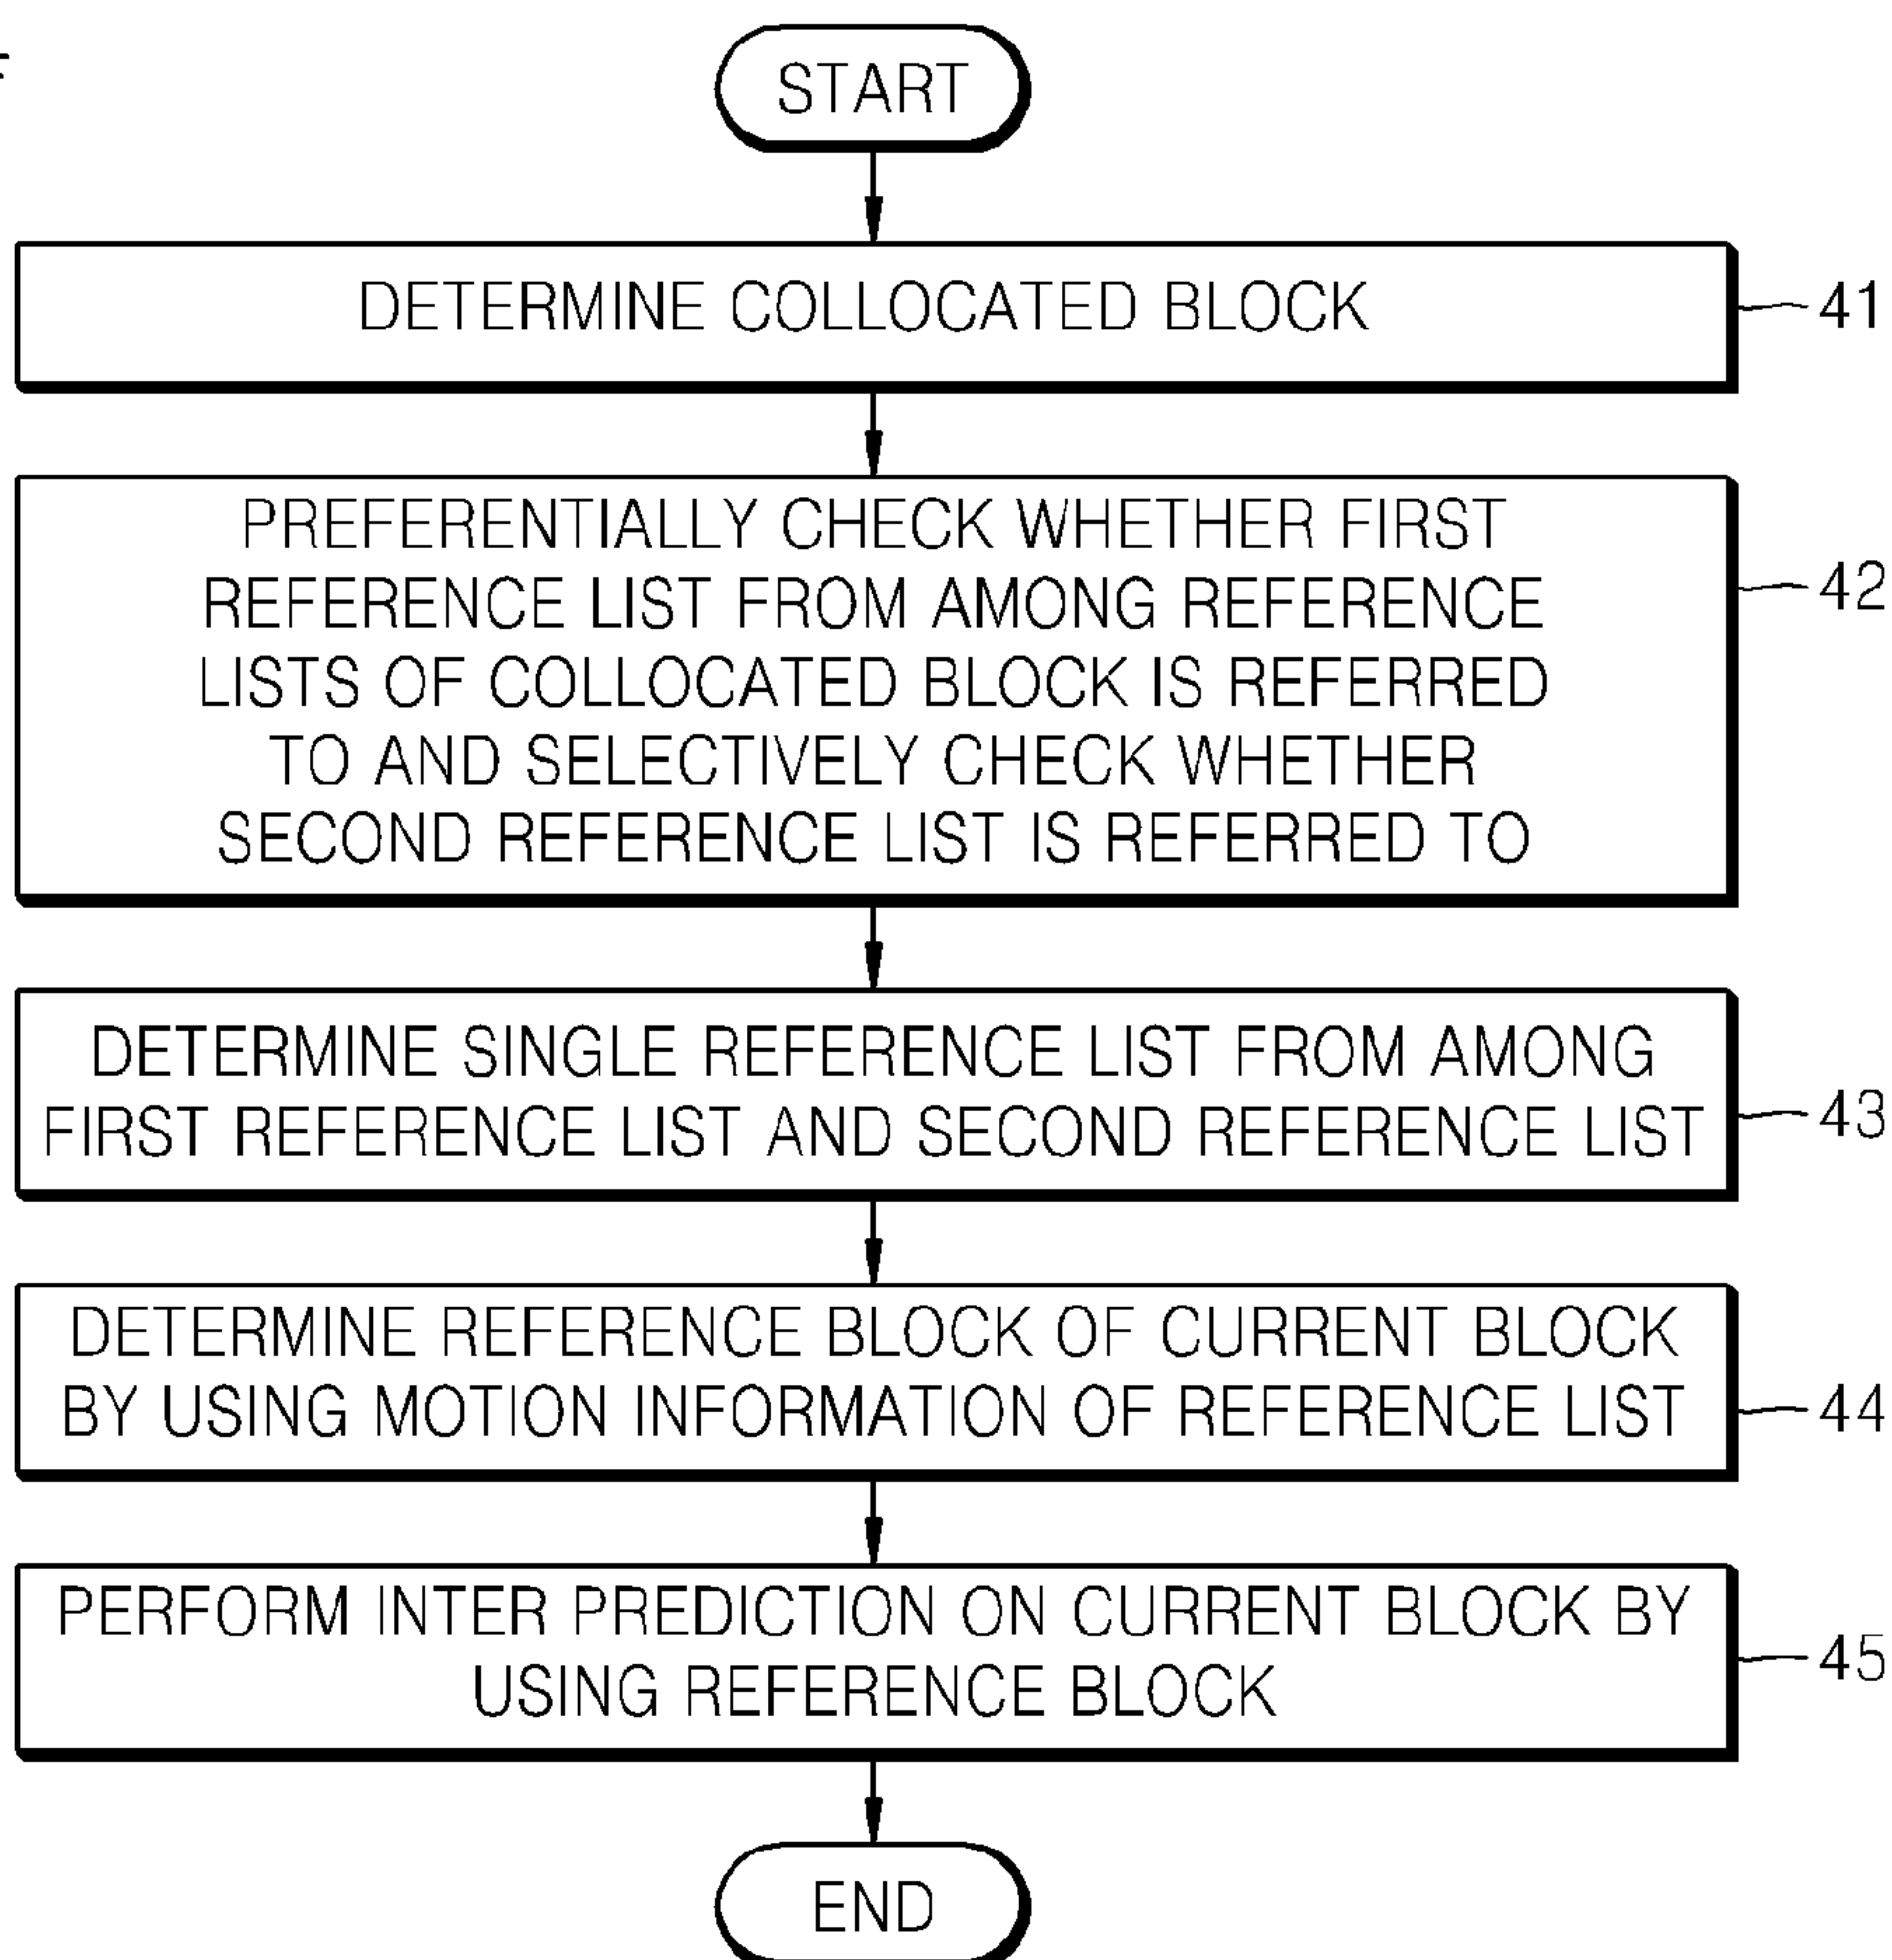 START
DETERMINE COLLOCATED BLOCK
41
PREFERENTIALLY CHECK WHETHER FIRST
REFERENCE LIST FROM AMONG REFERENCE
LISTS OF COLLOCATED BLOCK IS REFERRED
TO AND SELECTIVELY CHECK WHETHER
SECOND REFERENCE LIST IS REFERRED TO
42
DETERMINE SINGLE REFERENCE LIST FROM AMONG
FIRST REFERENCE LIST AND SECOND REFERENCE LIST
43
DETERMINE REFERENCE BLOCK OF CURRENT BLOCK
BY USING MOTION INFORMATION OF REFERENCE LIST
44
PERFORM INTER PREDICTION ON CURRENT BLOCK BY
USING REFERENCE BLOCK
45
END